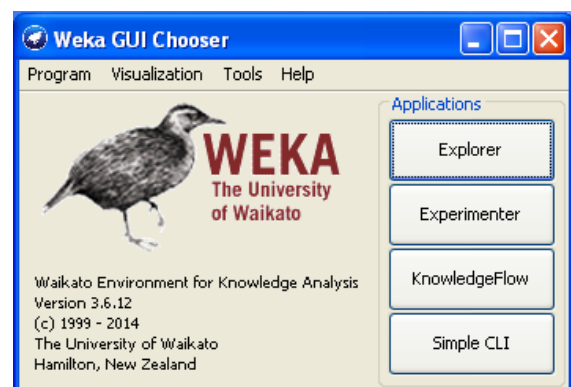 Weka GUI Chooser
Program Visualization Tools Help
WEKA
The University
of Waikato
Waikato Environment for Knowledge Analysis
Version 3.6.12
(c) 1999 - 2014
The University of Waikato
Hamilton, New Zealand
Applications
Explorer
Experimenter
KnowledgeFlow
Simple CLI